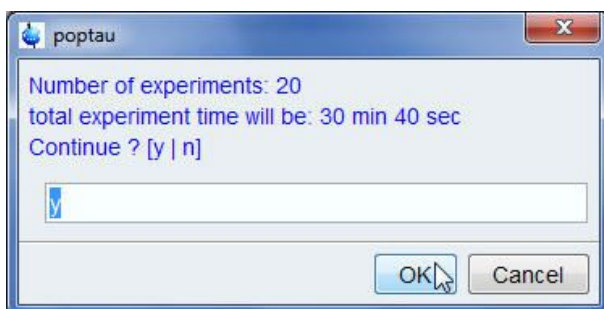 poptau
Number of experiments: 20
total experiment time will be: 30 min 40 sec
Continue ? [y | n]
y
OK Cancel